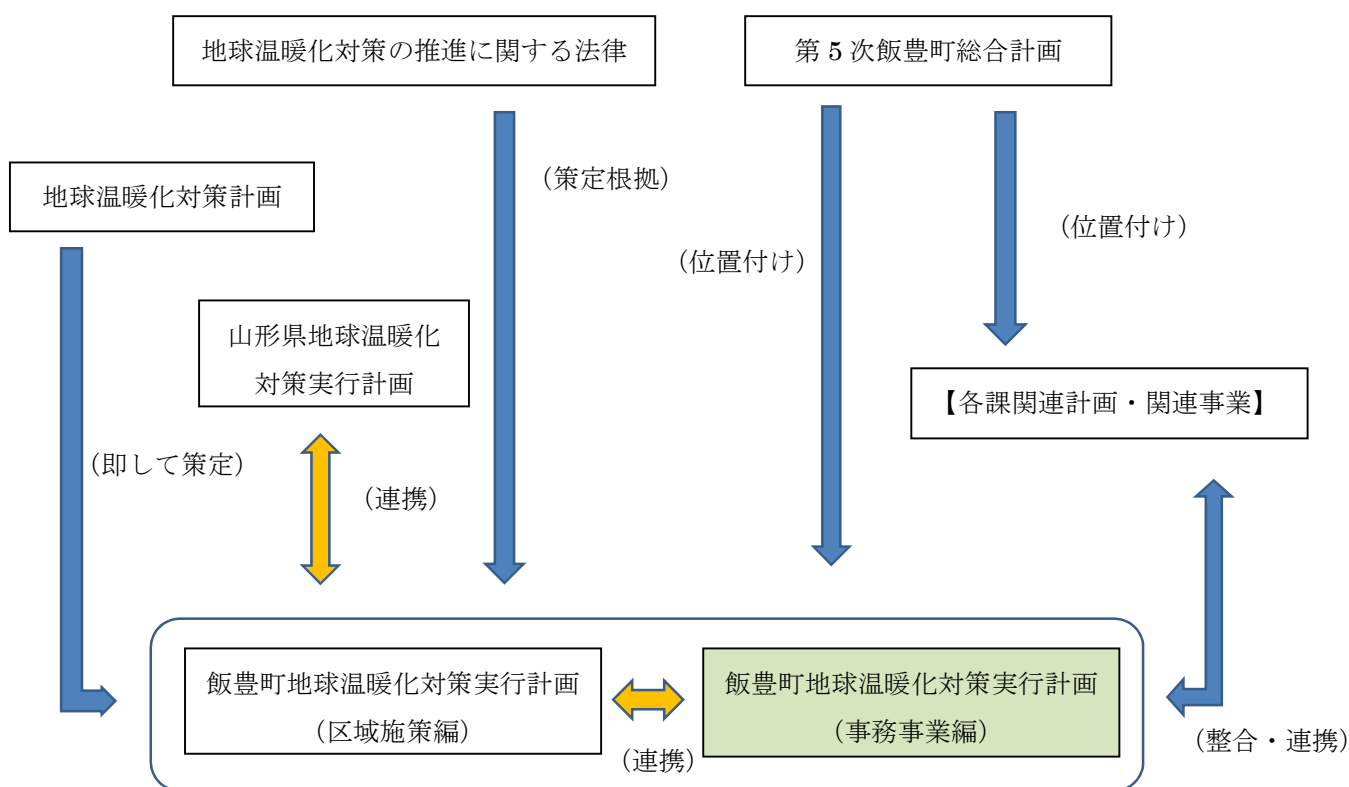 地球温暖化対策の推進に関する法律
第 5 次飯豊町総合計画
地球温暖化対策計画
(策定根拠)
(位置付け)
(位置付け)
山形県地球温暖化
対策実行計画
【各課関連計画・関連事業】
(即して策定)
(連携)
飯豊町地球温暖化対策実行計画
(区域施策編)
飯豊町地球温暖化対策実行計画
(事務事業編)
(連携)
(整合・連携)